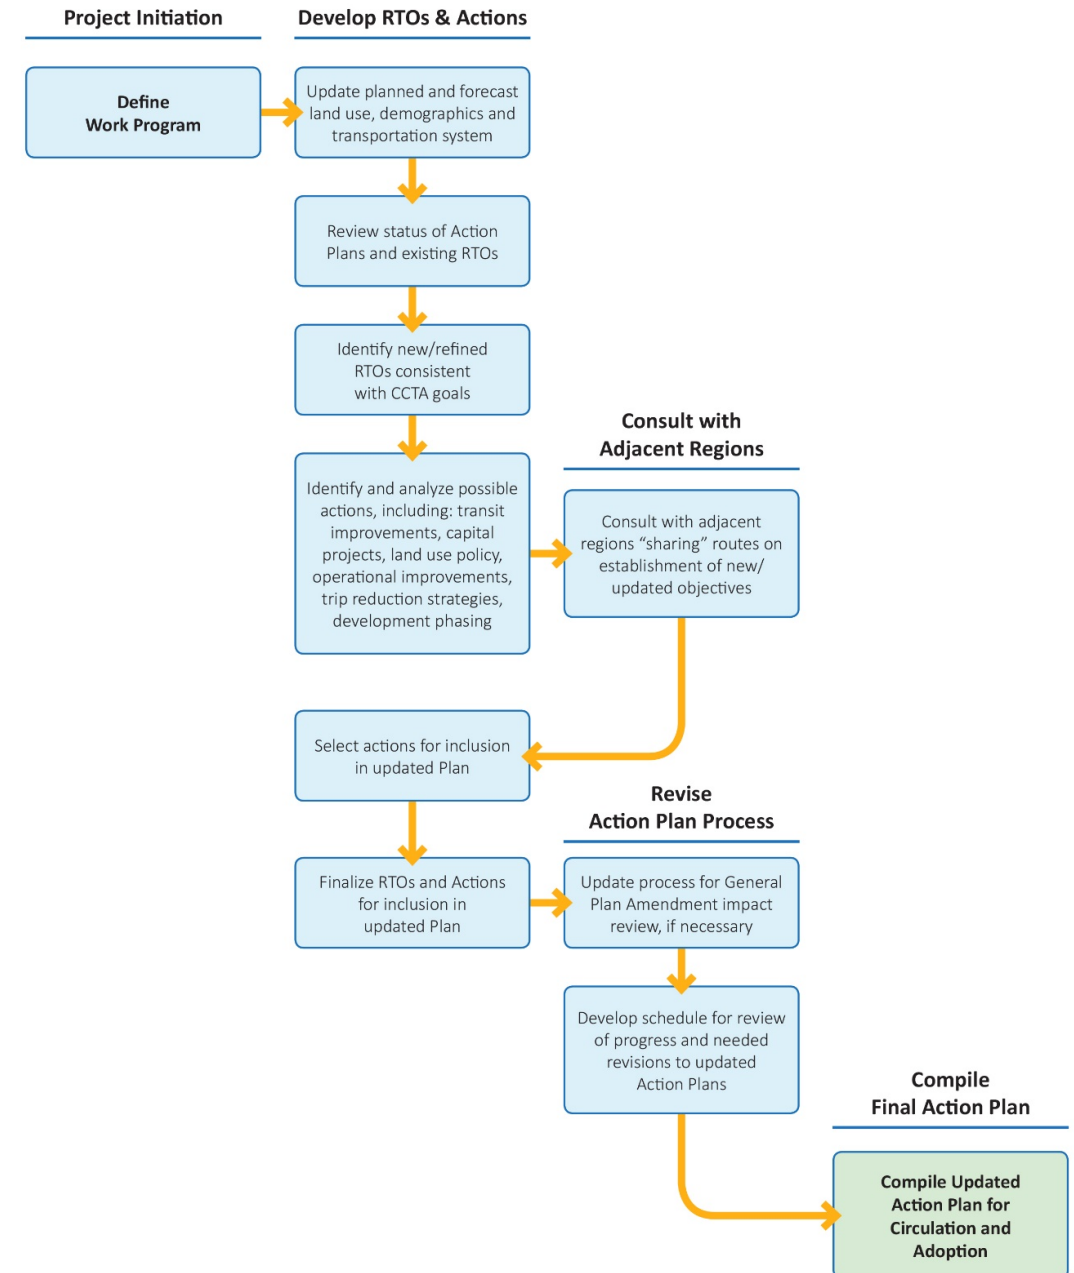 Project Initiation
Develop RTOs & Actions
Define
Work Program
Update planned and forecast
land use, demographics and
transportation system
Review status of Action
Plans and existing RTOs
Identify new/refined
RTOs consistent
with CCTA goals
Identify and analyze possible
actions, including: transit
improvements, capital
projects, land use policy,
operational improvements,
trip reduction strategies,
development phasing
Consult with
Adjacent Regions
Consult with adjacent
regions “sharing” routes on
establishment of new/
updated objectives
Select actions for inclusion
in updated Plan
Finalize RTOs and Actions
for inclusion in
updated Plan
Revise
Action Plan Process
Update process for General
Plan Amendment impact
review, if necessary
Develop schedule for review
of progress and needed
revisions to updated
Action Plans
Compile
Final Action Plan
Compile Updated
Action Plan for
Circulation and
Adoption